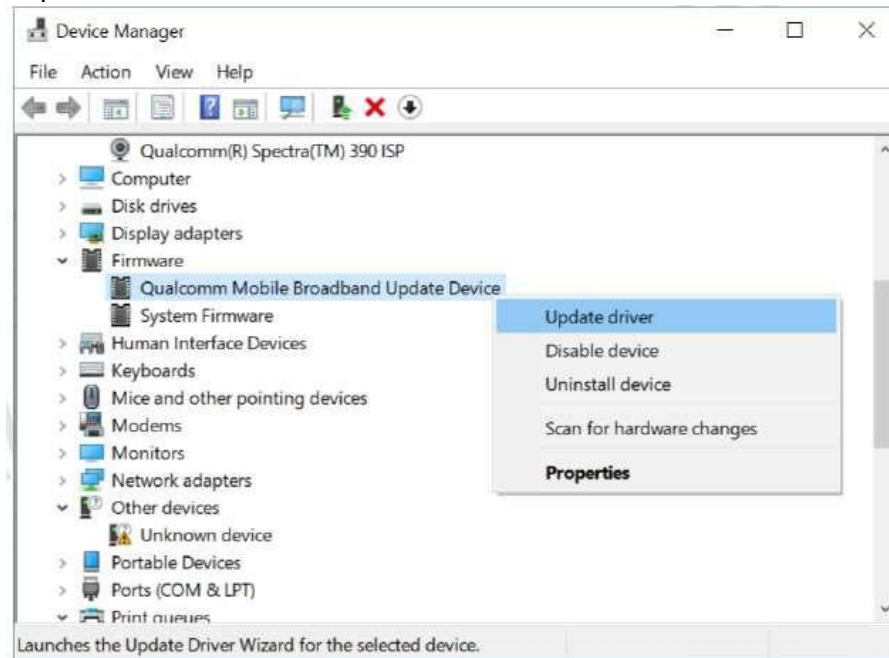 Device Manager
File Action View Help
Qualcomm(R) Spectra(TM) 390 ISP
Computer
Disk drives
Display adapters
Firmware
Qualcomm Mobile Broadband Update Device
System Firmware
Human Interface Devices
Keyboards
Mice and other pointing devices
Modems
Monitors
Network adapters
Other devices
Unknown device
Portable Devices
Ports (COM & LPT)
Print queues
Update driver
Disable device
Uninstall device
Scan for hardware changes
Properties
Launches the Update Driver Wizard for the selected device.